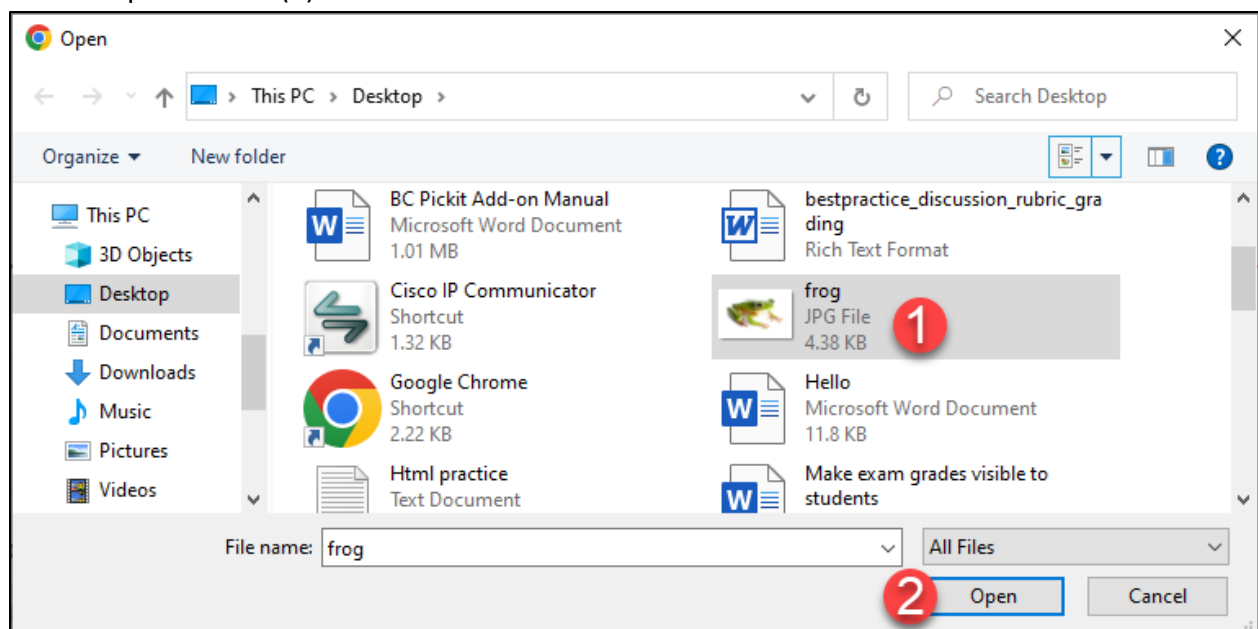 Open
This PC > Desktop >
Search Desktop
Organize
New folder
This PC
3D Objects
Desktop
Documents
Downloads
Music
Pictures
Videos
BC Pickit Add-on Manual
Microsoft Word Document
1.01 MB
bestpractice_discussion_rubric_gra
ding
Rich Text Format
Cisco IP Communicator
Shortcut
1.32 KB
frog
JPG File
4.38 KB
1
Google Chrome
Shortcut
2.22 KB
Hello
Microsoft Word Document
11.8 KB
Html practice
Text Document
Make exam grades visible to
students
File name: frog
All Files
2
Open
Cancel